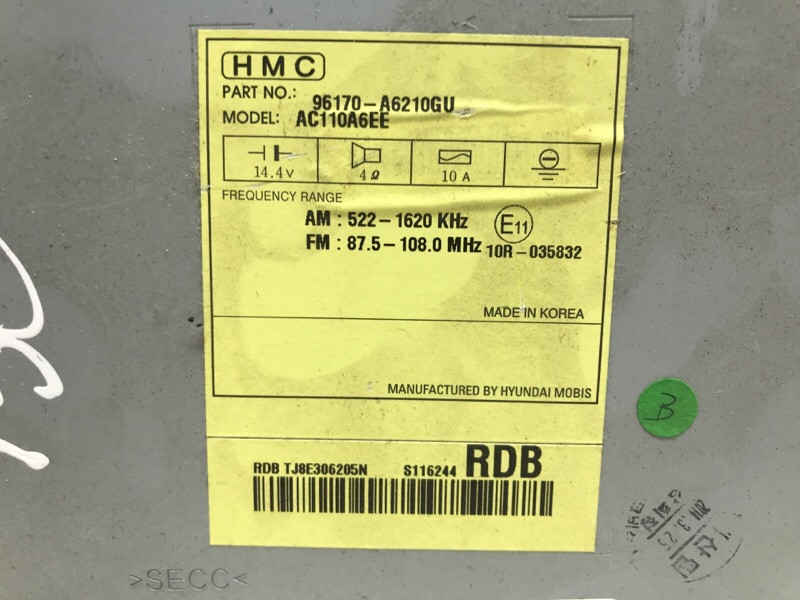 HMC
PART NO.: 96170-A6210GU
MODEL: AC110A6EE
14.4V 4Ω 10 A
FREQUENCY RANGE
AM : 522-1620 KHz E11
FM : 87.5-108.0 MHz 10R-035832
MADE IN KOREA
MANUFACTURED BY HYUNDAI MOBIS
B
RDB TJ8E306205N S116244 RDB
>SECC<